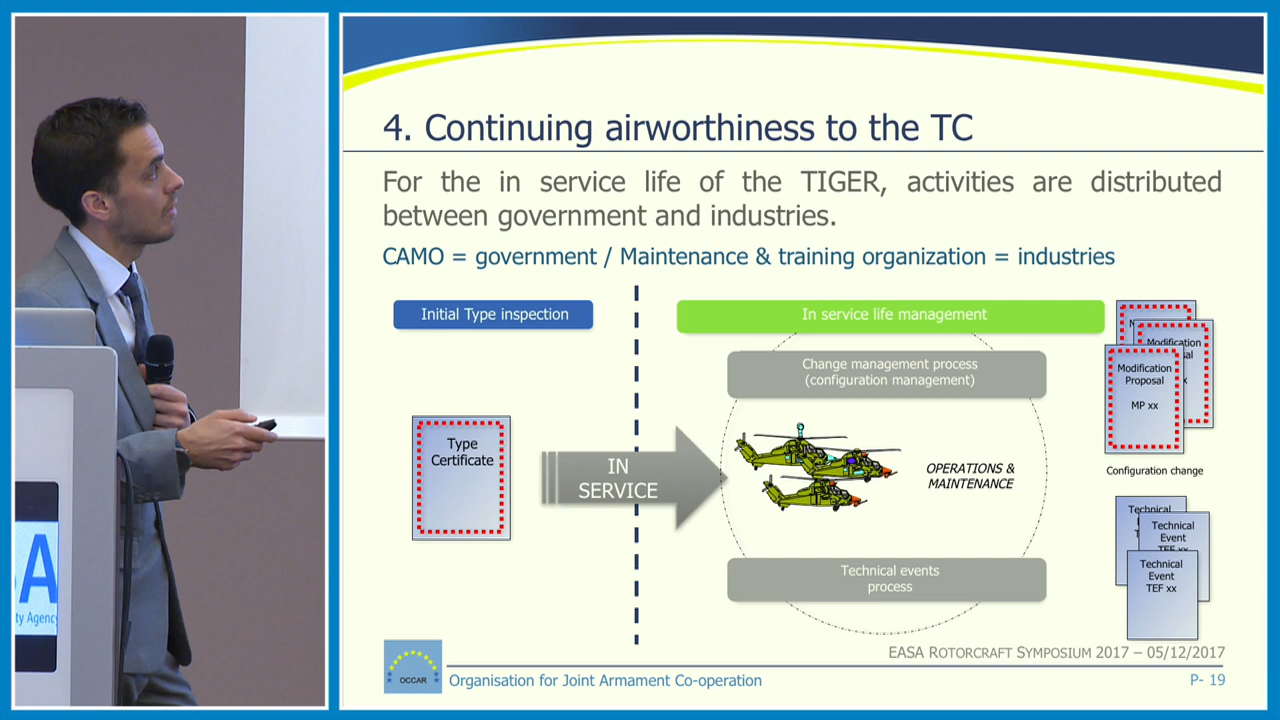 4. Continuing airworthiness to the TC
For the in service life of the TIGER, activities are distributed
between government and industries.
CAMO = government / Maintenance & training organization = industries
Initial Type inspection
In service life management
Change management process
(configuration management)
Modification
Modification
Proposal
MP xx
Configuration change
Type
Certificate
IN
SERVICE
OPERATIONS &
MAINTENANCE
Technical
Technical
Event
TEF xx
Technical
Event
TEF xx
Technical events
process
A
ty Agency
EASA ROTORCRAFT SYMPOSIUM 2017 – 05/12/2017
OCCAR
Organisation for Joint Armament Co-operation
P- 19